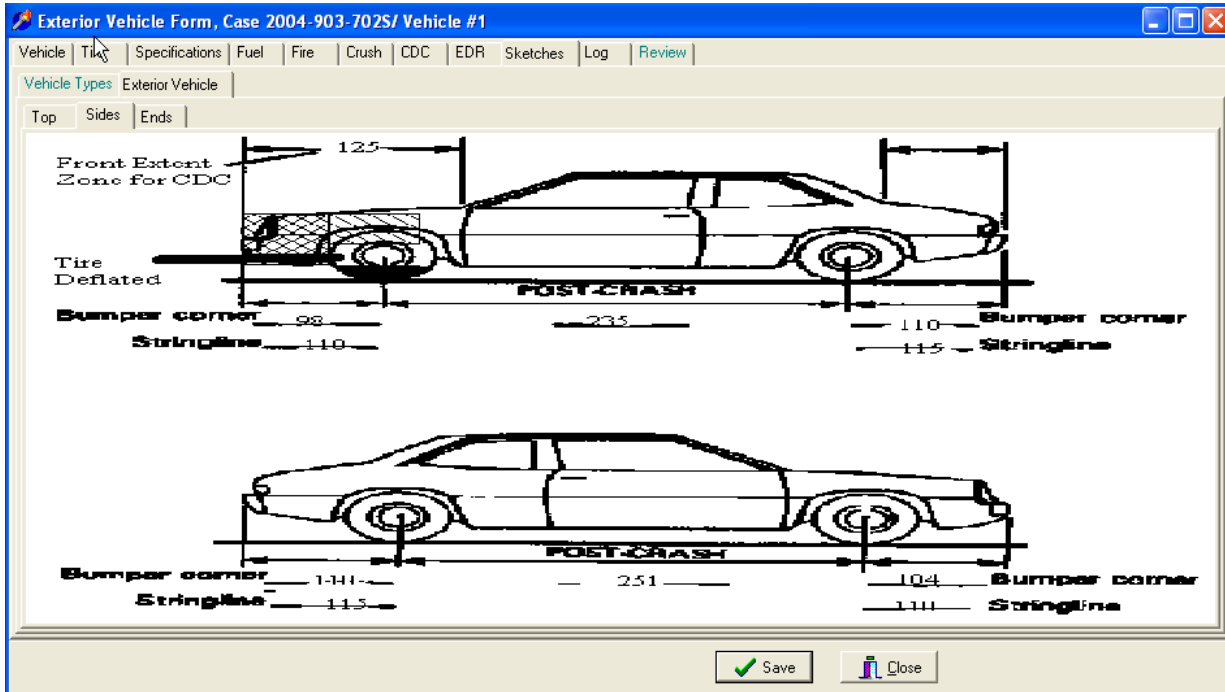 Exterior Vehicle Form, Case 2004-903-702S/ Vehicle #1
Vehicle Specifications Fuel Fire Crush CDC EDR Sketches Log Review
Vehicle Types Exterior Vehicle
Top Sides Ends
125
Front Extent
Zone for CDC
Tire
Deflated
POST-CRASH
Bumper corner 98 235 110 Bumper corner
Stringline 110 115 Stringline
POST-CRASH
Bumper corner 251 104 Bumper corner
Stringline 115 110 Stringline
Save Close